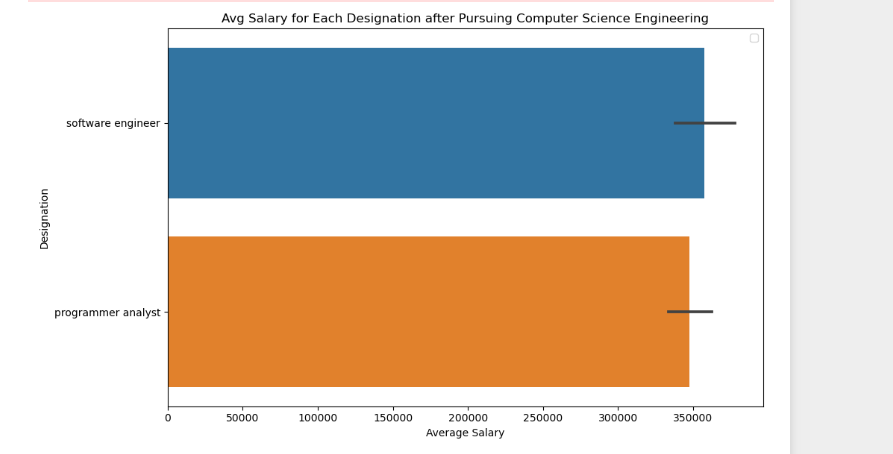 Avg Salary for Each Designation after Pursuing Computer Science Engineering
Designation
software engineer
programmer analyst
0 50000 100000 150000 200000 250000 300000 350000
Average Salary